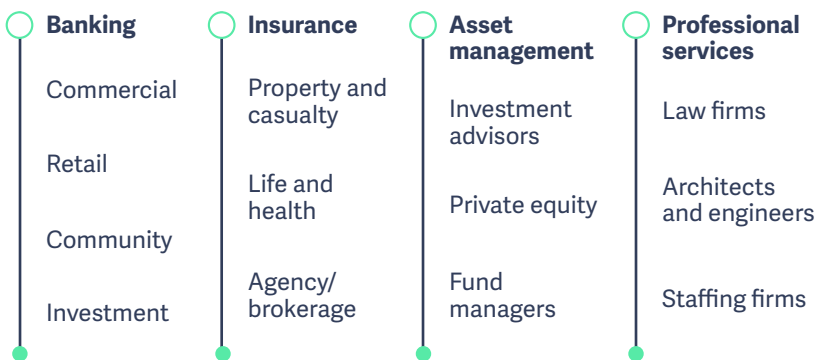 Banking
Commercial
Retail
Community
Investment
Insurance
Property and
casualty
Life and
health
Agency/
brokerage
Asset
management
Investment
advisors
Private equity
Fund
managers
Professional
services
Law firms
Architects
and engineers
Staffing firms